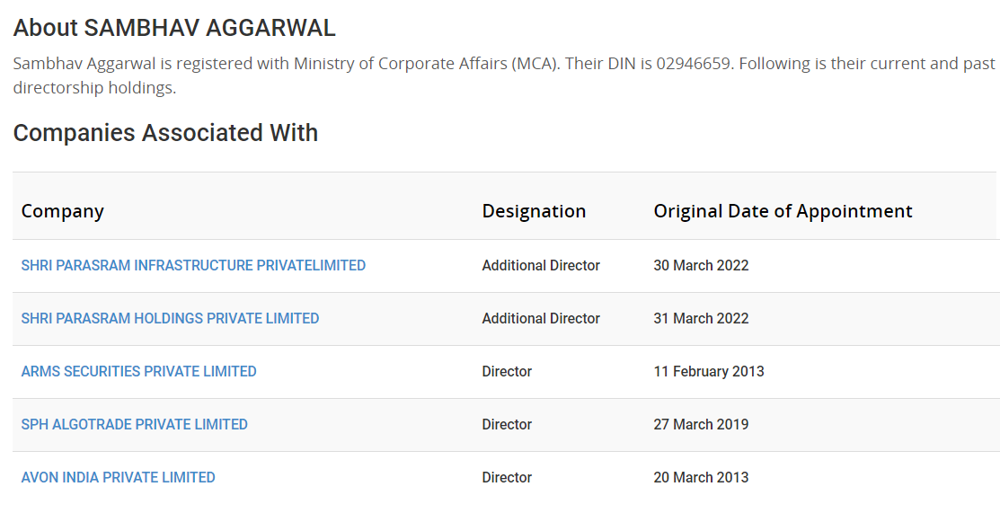 About SAMBHAV AGGARWAL
Sambhav Aggarwal is registered with Ministry of Corporate Affairs (MCA). Their DIN is 02946659. Following is their current and past
directorship holdings.
Companies Associated With
Company Designation Original Date of Appointment
SHRI PARASRAM INFRASTRUCTURE PRIVATELIMITED Additional Director 30 March 2022
SHRI PARASRAM HOLDINGS PRIVATE LIMITED Additional Director 31 March 2022
ARMS SECURITIES PRIVATE LIMITED Director 11 February 2013
SPH ALGOTRADE PRIVATE LIMITED Director 27 March 2019
AVON INDIA PRIVATE LIMITED Director 20 March 2013